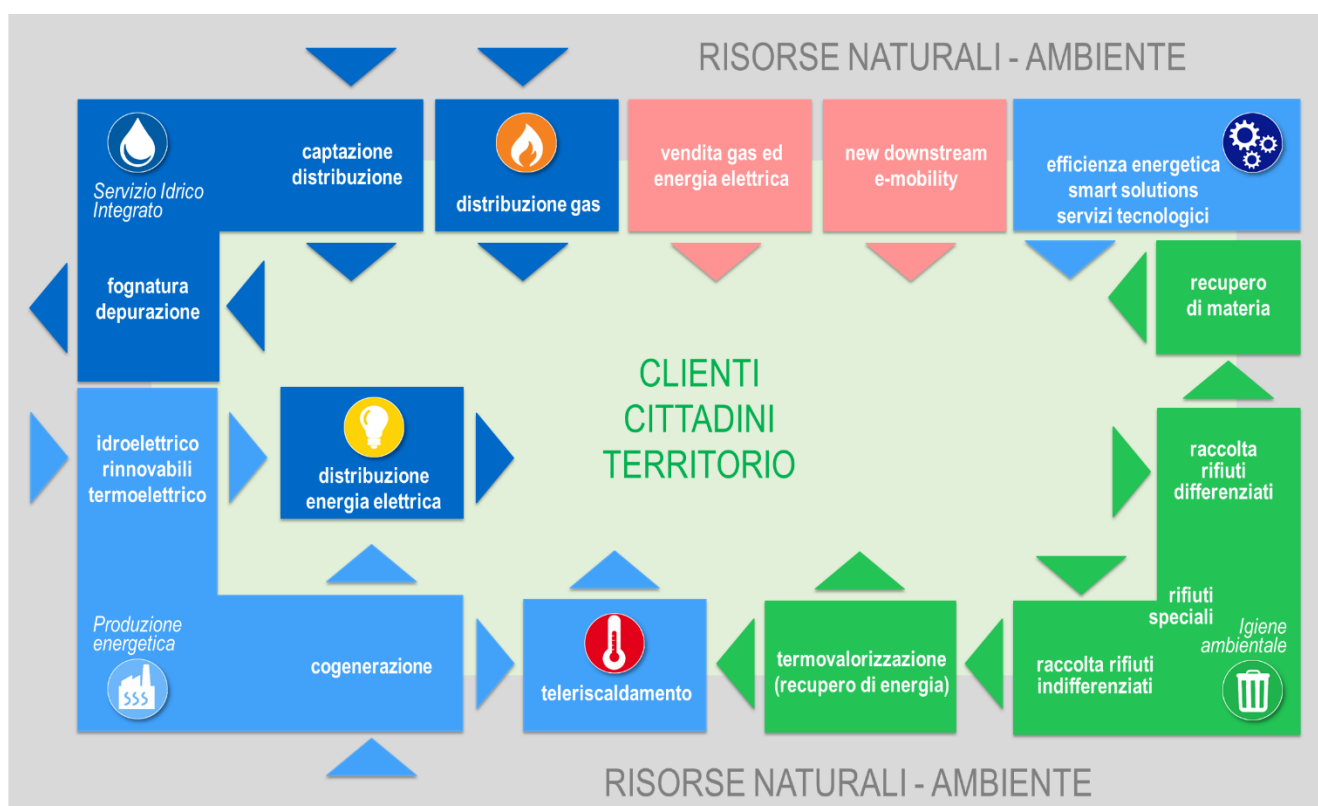 RISORSE NATURALI - AMBIENTE
Servizio Idrico
Integrato
captazione
distribuzione
distribuzione gas
vendita gas ed
energia elettrica
new downstream
e-mobility
efficienza energetica
smart solutions
servizi tecnologici
fognatura
depurazione
recupero
di materia
CLIENTI
CITTADINI
TERRITORIO
idroelettrico
rinnovabili
termoelettrico
distribuzione
energia elettrica
raccolta
rifiuti
differenziati
Produzione
energetica
cogenerazione
teleriscaldamento
termovalorizzazione
(recupero di energia)
rifiuti
speciali
raccolta rifiuti
indifferenziati
Igiene
ambientale
RISORSE NATURALI - AMBIENTE